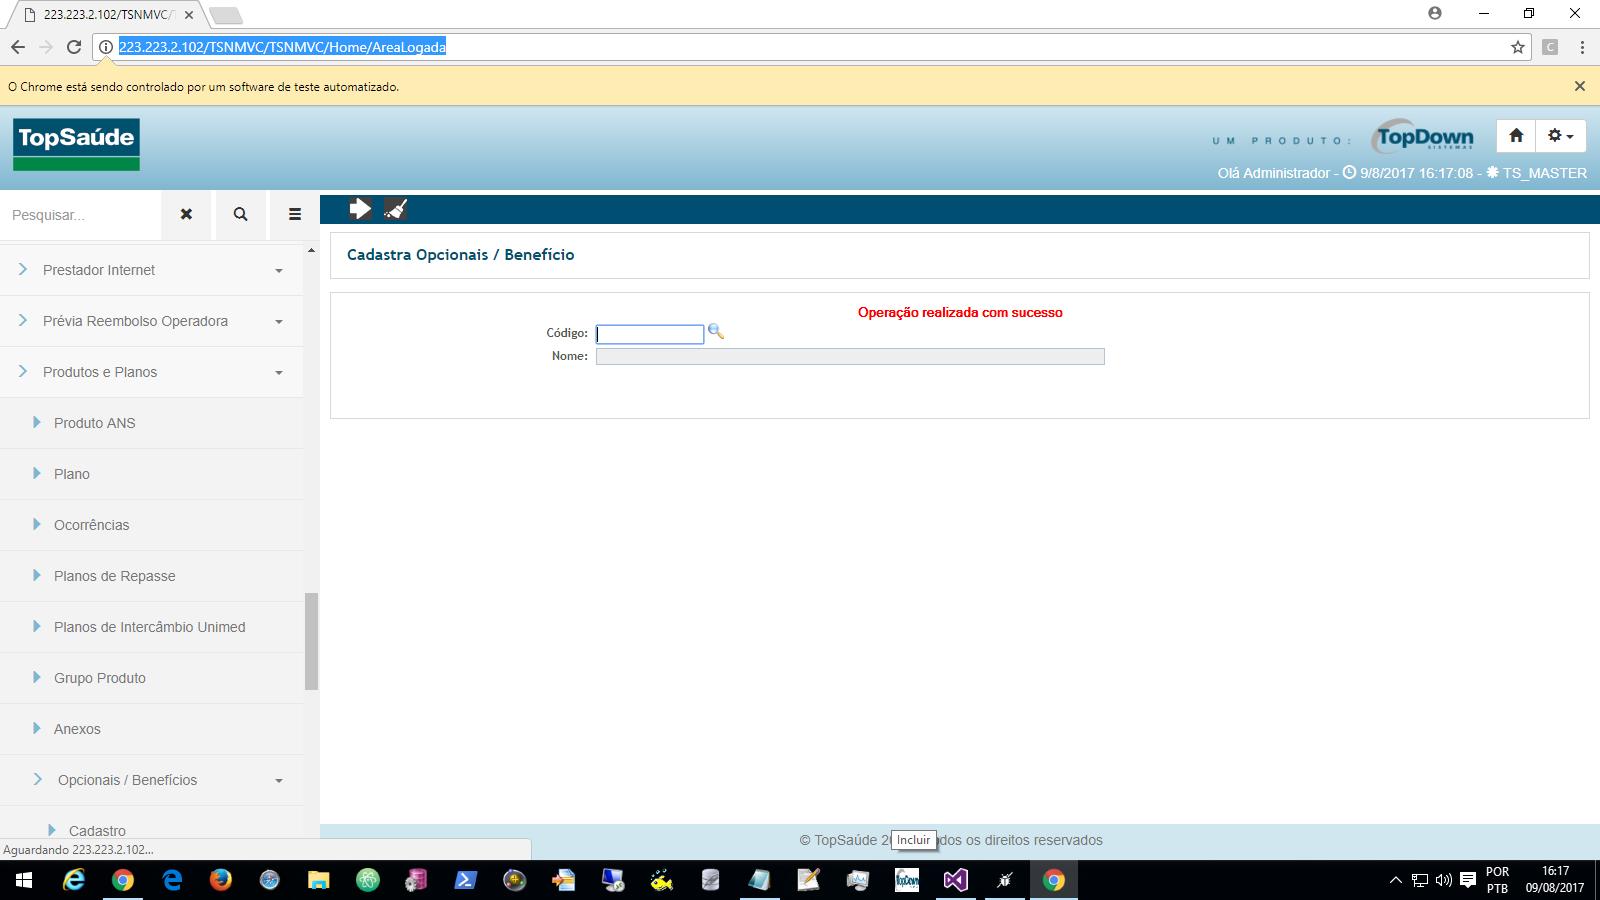 223.223.2.102/TSNMVC/T
223.223.2.102/TSNMVC/TSNMVC/Home/AreaLogada
C
O Chrome está sendo controlado por um software de teste automatizado.
TopSaúde
UM PRODUTO:
TopDown
SISTEMAS
Olá Administrador - 9/8/2017 16:17:08 - TS_MASTER
Pesquisar...
Prestador Internet
Prévia Reembolso Operadora
Produtos e Planos
Produto ANS
Plano
Ocorrências
Planos de Repasse
Planos de Intercâmbio Unimed
Grupo Produto
Anexos
Opcionais / Benefícios
Cadastro
Cadastra Opcionais / Benefício
Operação realizada com sucesso
Código:
Nome:
© TopSaúde 20
Incluir
dos os direitos reservados
Aguardando 223.223.2.102...
TopDown
POR
PTB
16:17
09/08/2017